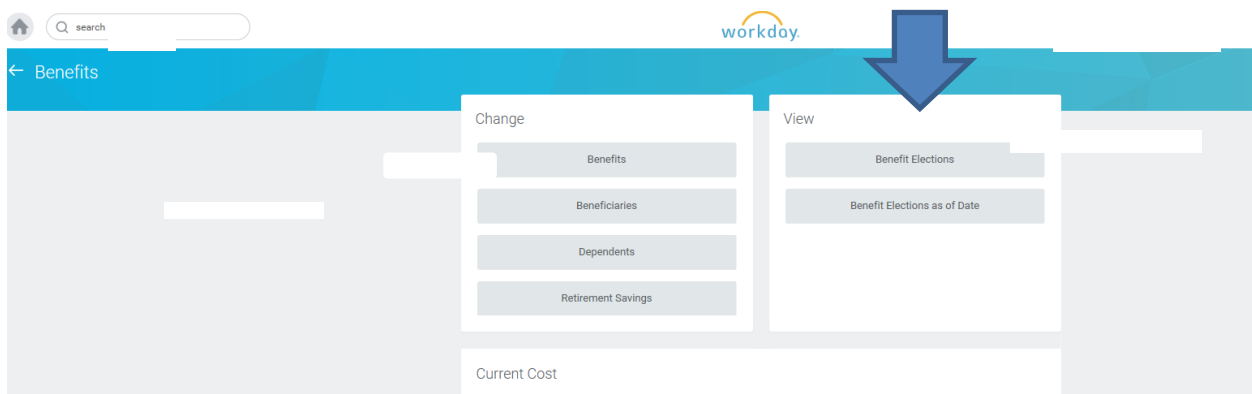 search
workday.
Benefits
Change
Benefits
Beneficiaries
Dependents
Retirement Savings
View
Benefit Elections
Benefit Elections as of Date
Current Cost